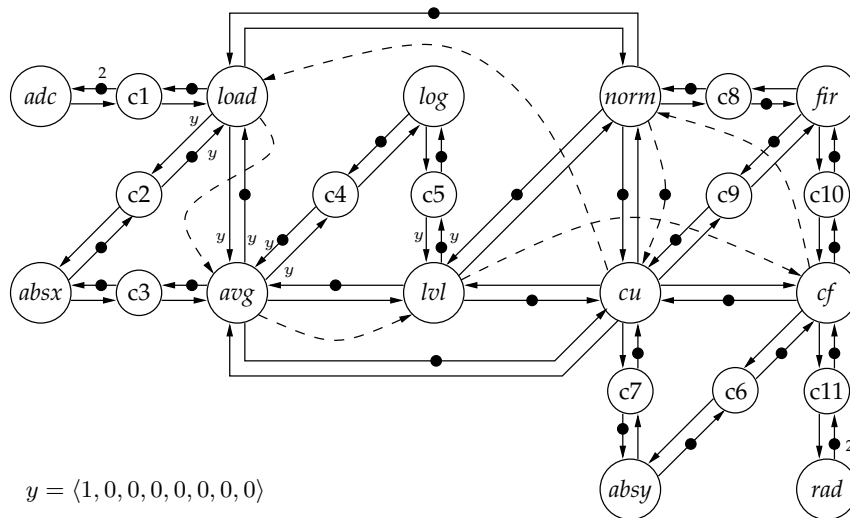 2
adc
c1
load
log
norm
c8
fir
y
y
c2
c4
c5
c9
c10
y
y
y
y
y
y
absx
c3
avg
lvl
cu
cf
c7
c6
c11
2
y = ⟨1, 0, 0, 0, 0, 0, 0, 0⟩
absy
rad